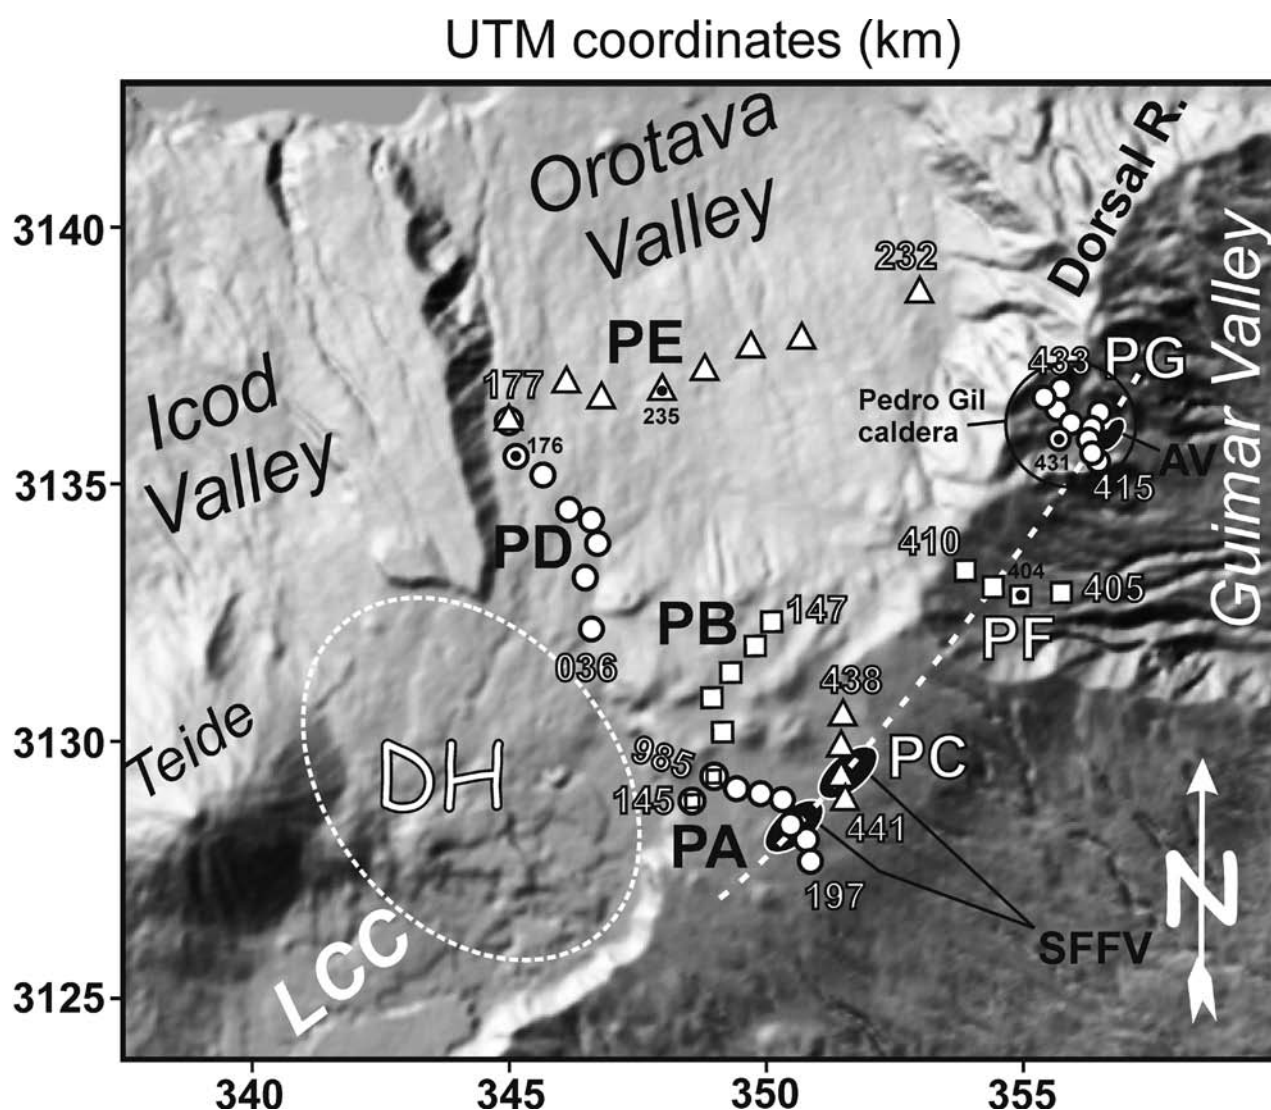 UTM coordinates (km)
Orotava
Valley
Dorsal R.
Guimar Valley
3140
232
PE
433
PG
177
Icod
Valley
Pedro Gil
caldera
235
176
431
AV
3135
415
PD
410
404
405
PB
147
PF
036
438
Teide
3130
DH
985
PC
145
PA
441
197
LCC
SFFV
N
3125
340
345
350
355